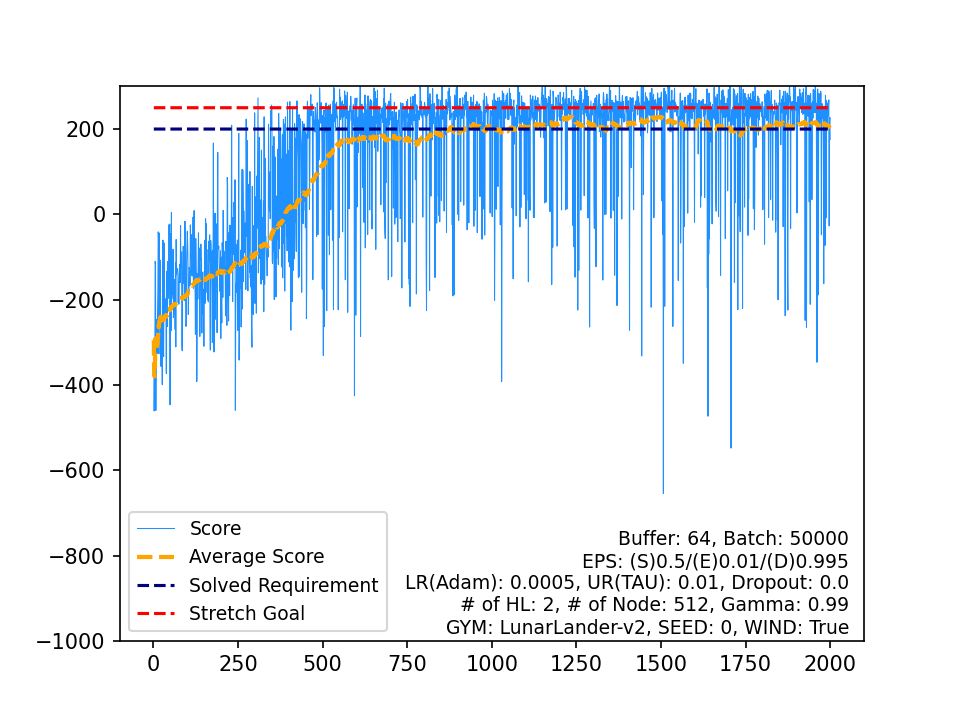 200
0
−200
−400
−600
−800
−1000
0
250
500
750
1000
1250
1500
1750
2000
Score
Average Score
Solved Requirement
Stretch Goal
Buffer: 64, Batch: 50000
EPS: (S)0.5/(E)0.01/(D)0.995
LR(Adam): 0.0005, UR(TAU): 0.01, Dropout: 0.0
# of HL: 2, # of Node: 512, Gamma: 0.99
GYM: LunarLander-v2, SEED: 0, WIND: True